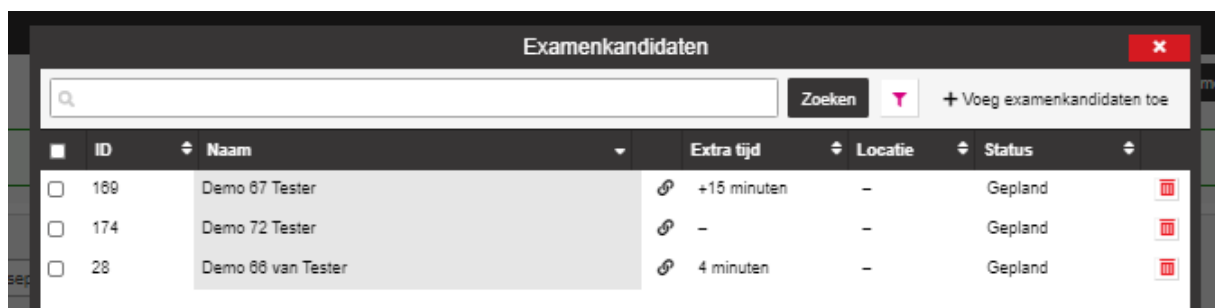 Examenkandidaten
Zoeken
+ Voeg examenkandidaten toe
ID Naam Extra tijd Locatie Status
169 Demo 67 Tester +15 minuten – Gepland
174 Demo 72 Tester – – Gepland
28 Demo 66 van Tester 4 minuten – Gepland